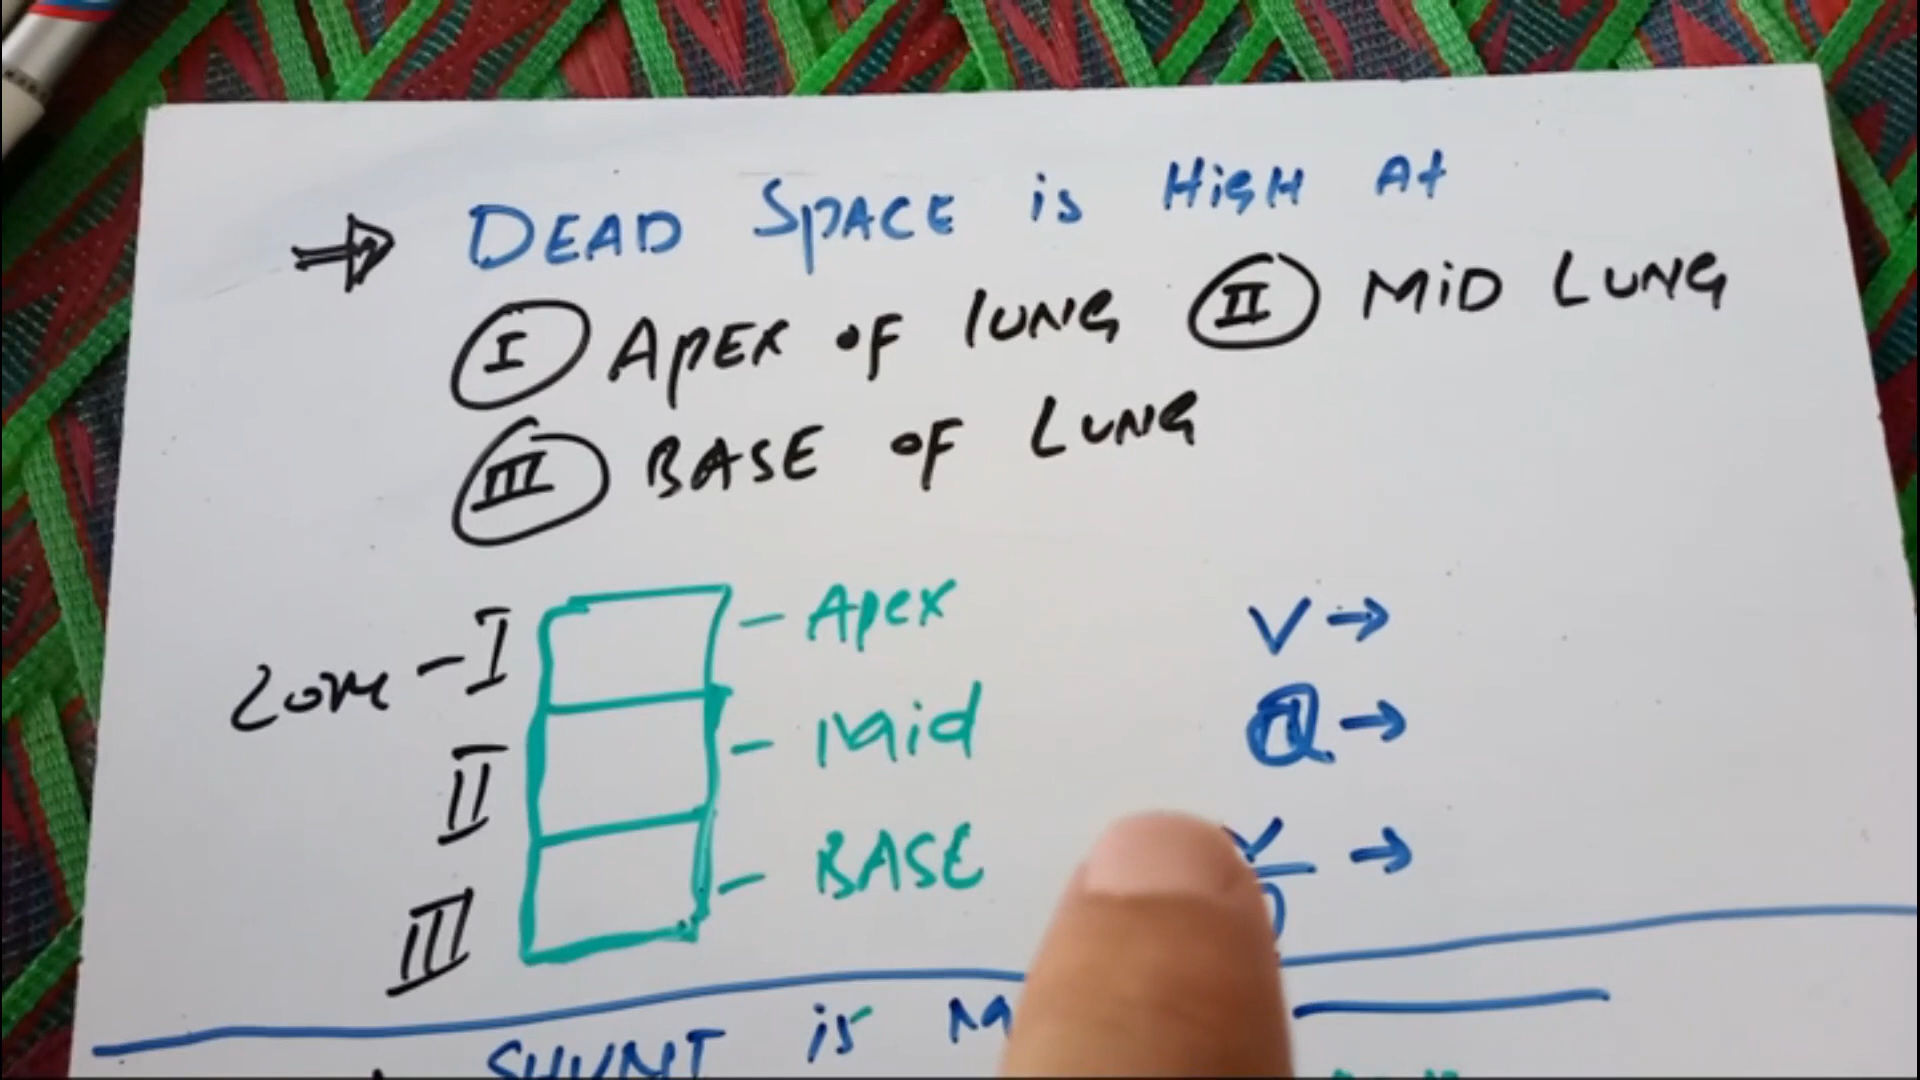 ⇒ DEAD SPACE is HiGH At
I APEX OF LUNG II MiD LUNG
III BASE OF LUNG
Zone - I - Apex V →
II - Mid Q →
III - BASE V →
SHUNT is